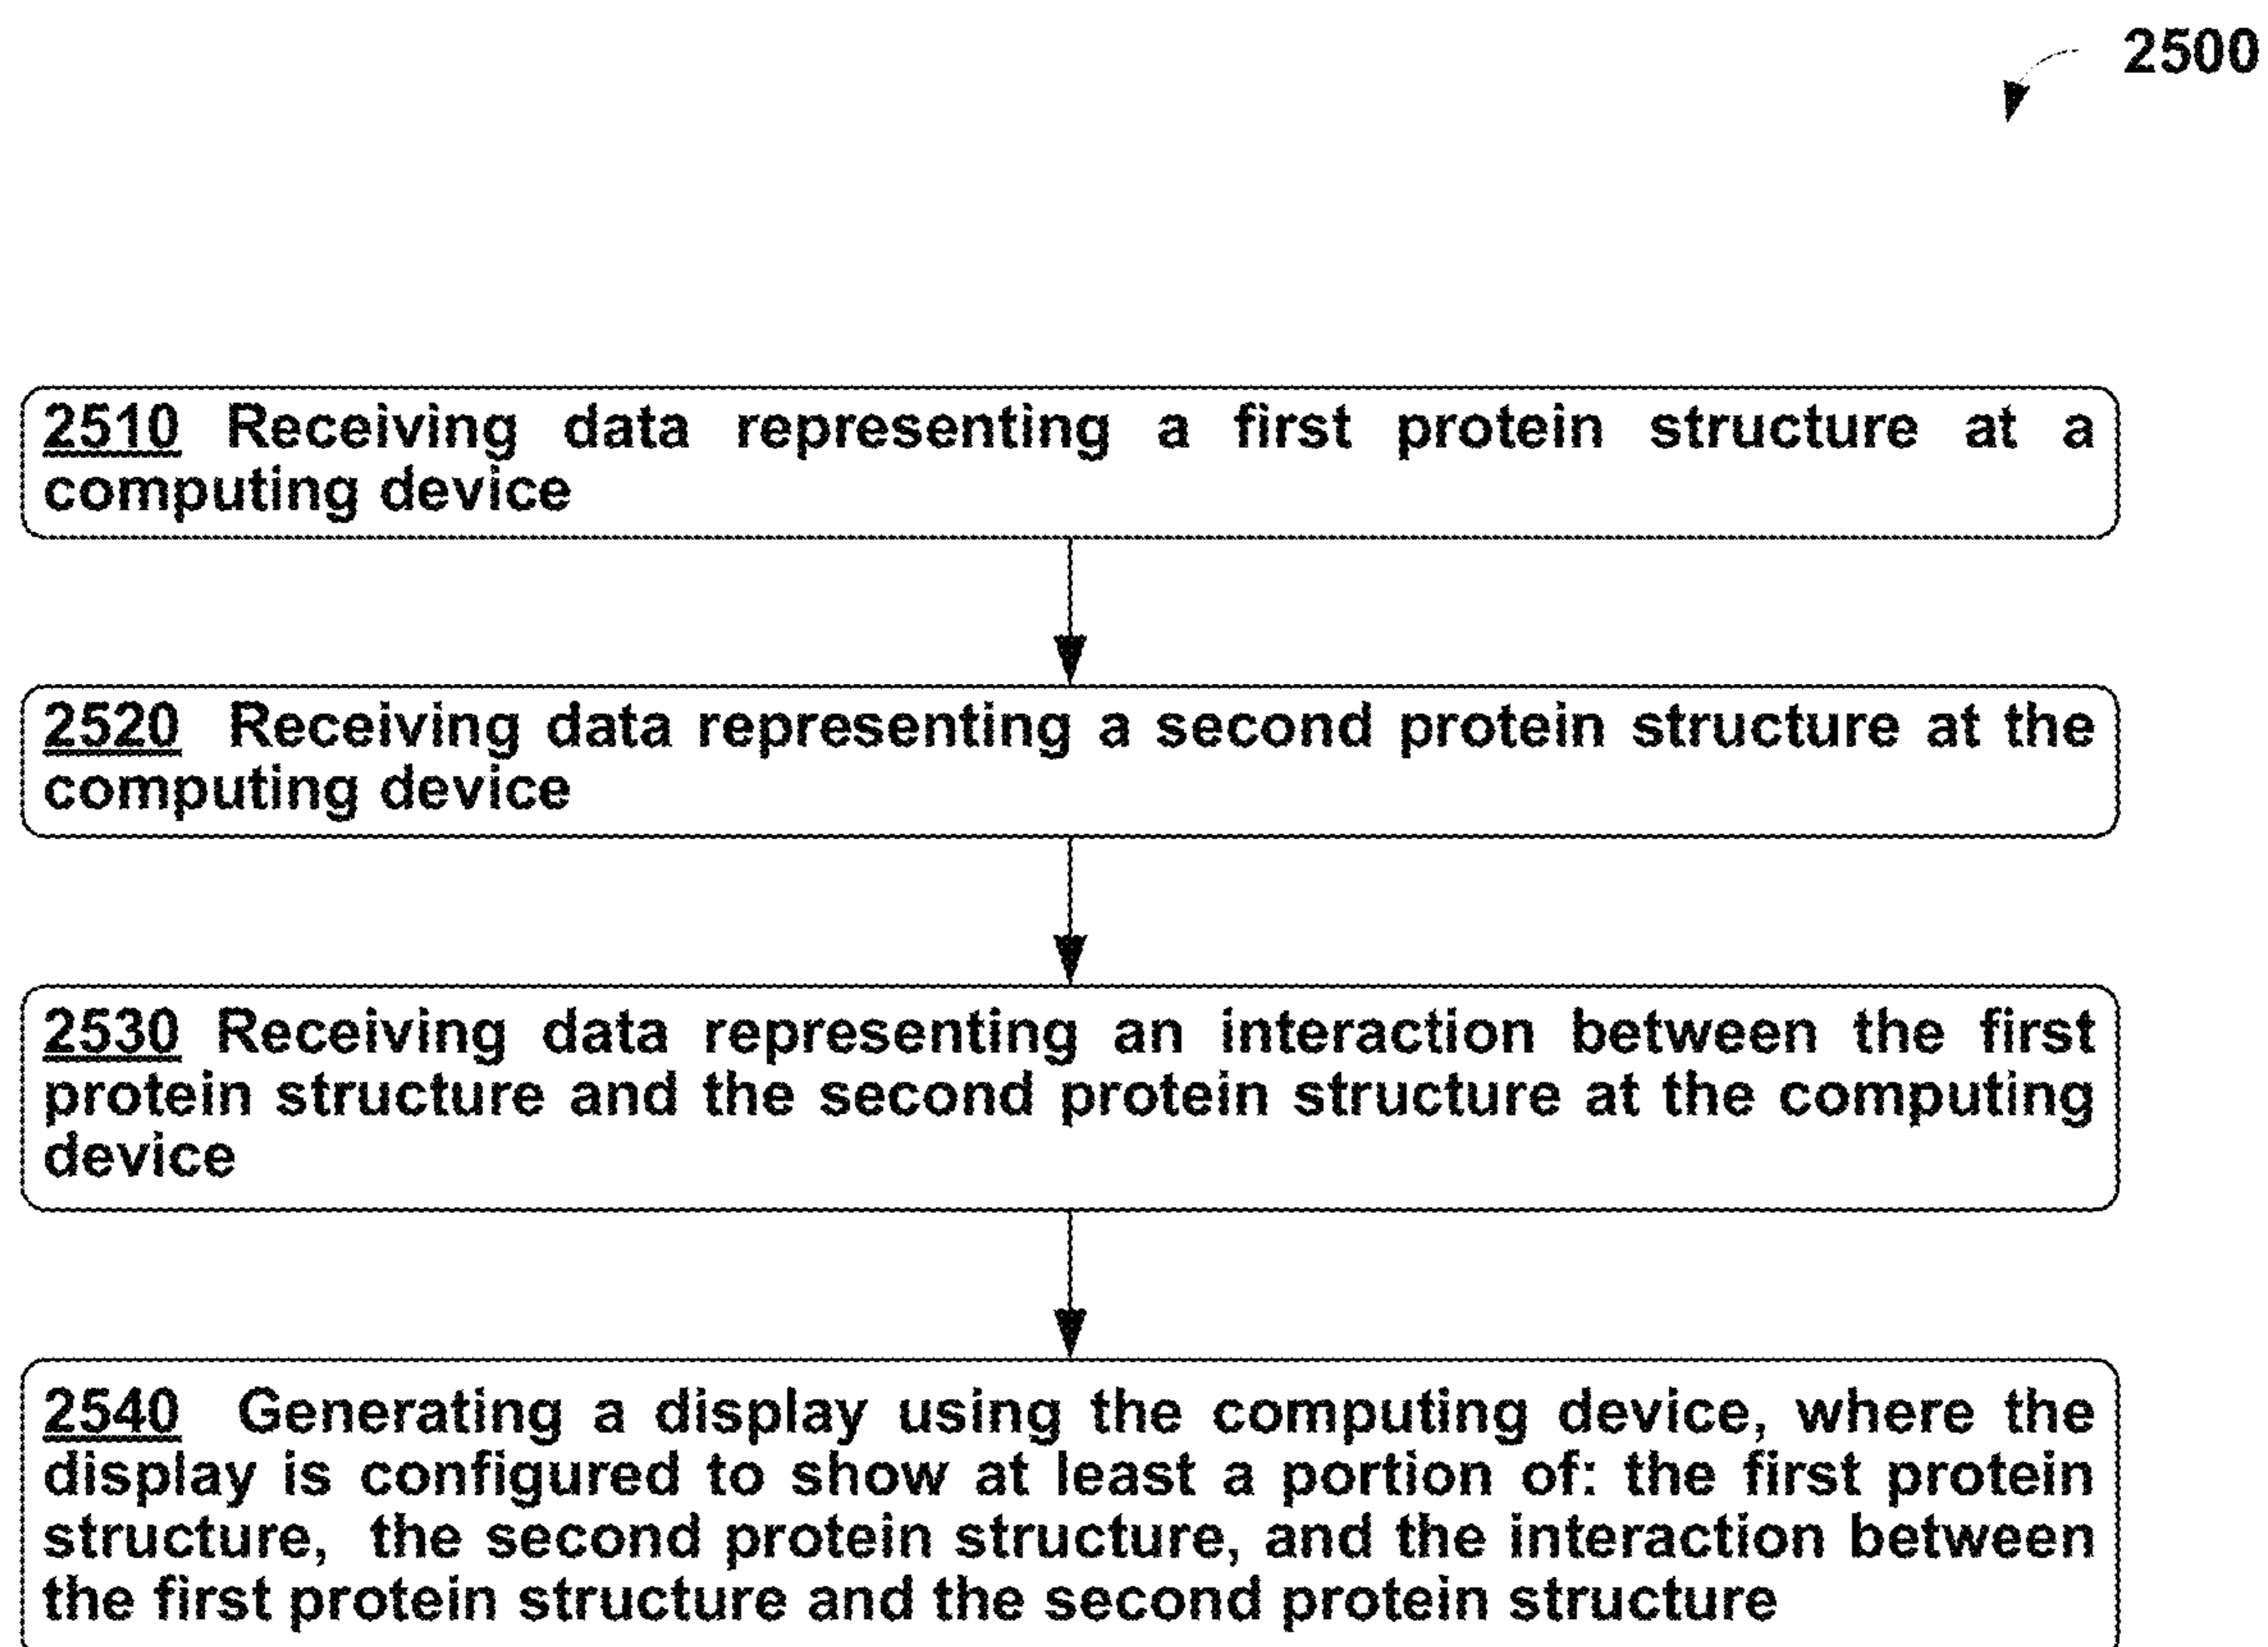 2500
2510 Receiving data representing a first protein structure at a
computing device
2520 Receiving data representing a second protein structure at the
computing device
2530 Receiving data representing an interaction between the first
protein structure and the second protein structure at the computing
device
2540 Generating a display using the computing device, where the
display is configured to show at least a portion of: the first protein
structure, the second protein structure, and the interaction between
the first protein structure and the second protein structure